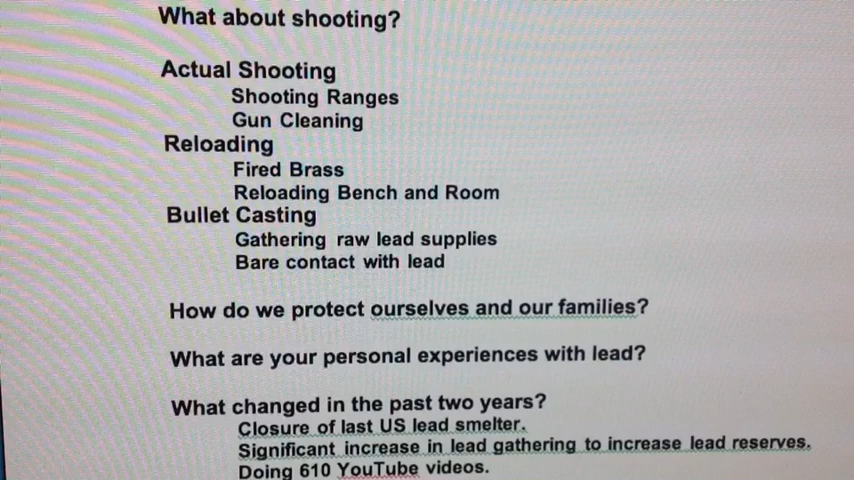 What about shooting?
Actual Shooting
Shooting Ranges
Gun Cleaning
Reloading
Fired Brass
Reloading Bench and Room
Bullet Casting
Gathering raw lead supplies
Bare contact with lead
How do we protect ourselves and our families?
What are your personal experiences with lead?
What changed in the past two years?
Closure of last US lead smelter.
Significant increase in lead gathering to increase lead reserves.
Doing 610 YouTube videos.